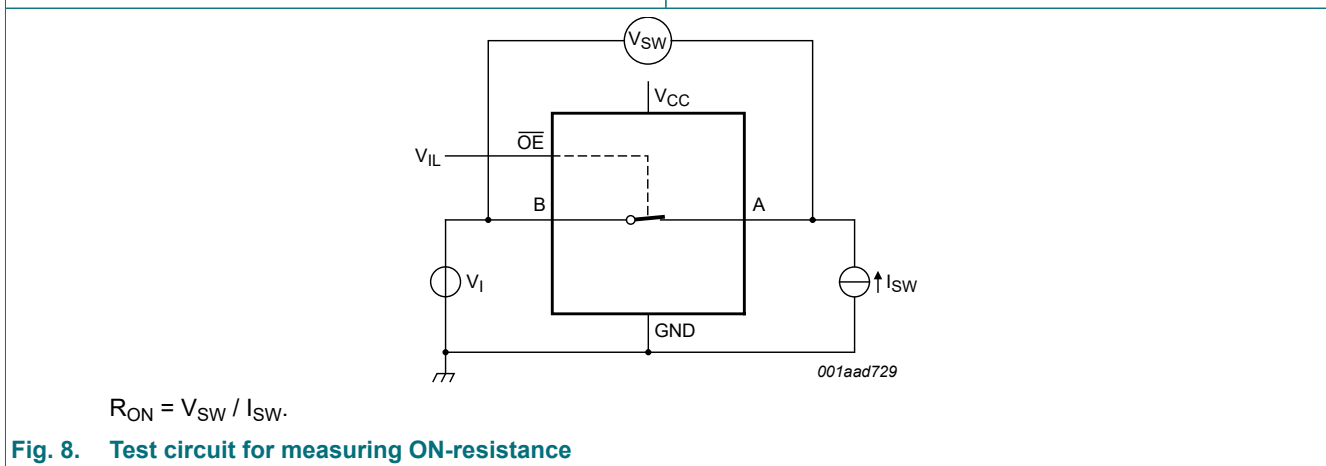 VSW
VCC
OE
VIL
B
A
VI
ISW
GND
001aad729
RON = VSW / ISW.
Fig. 8. Test circuit for measuring ON-resistance